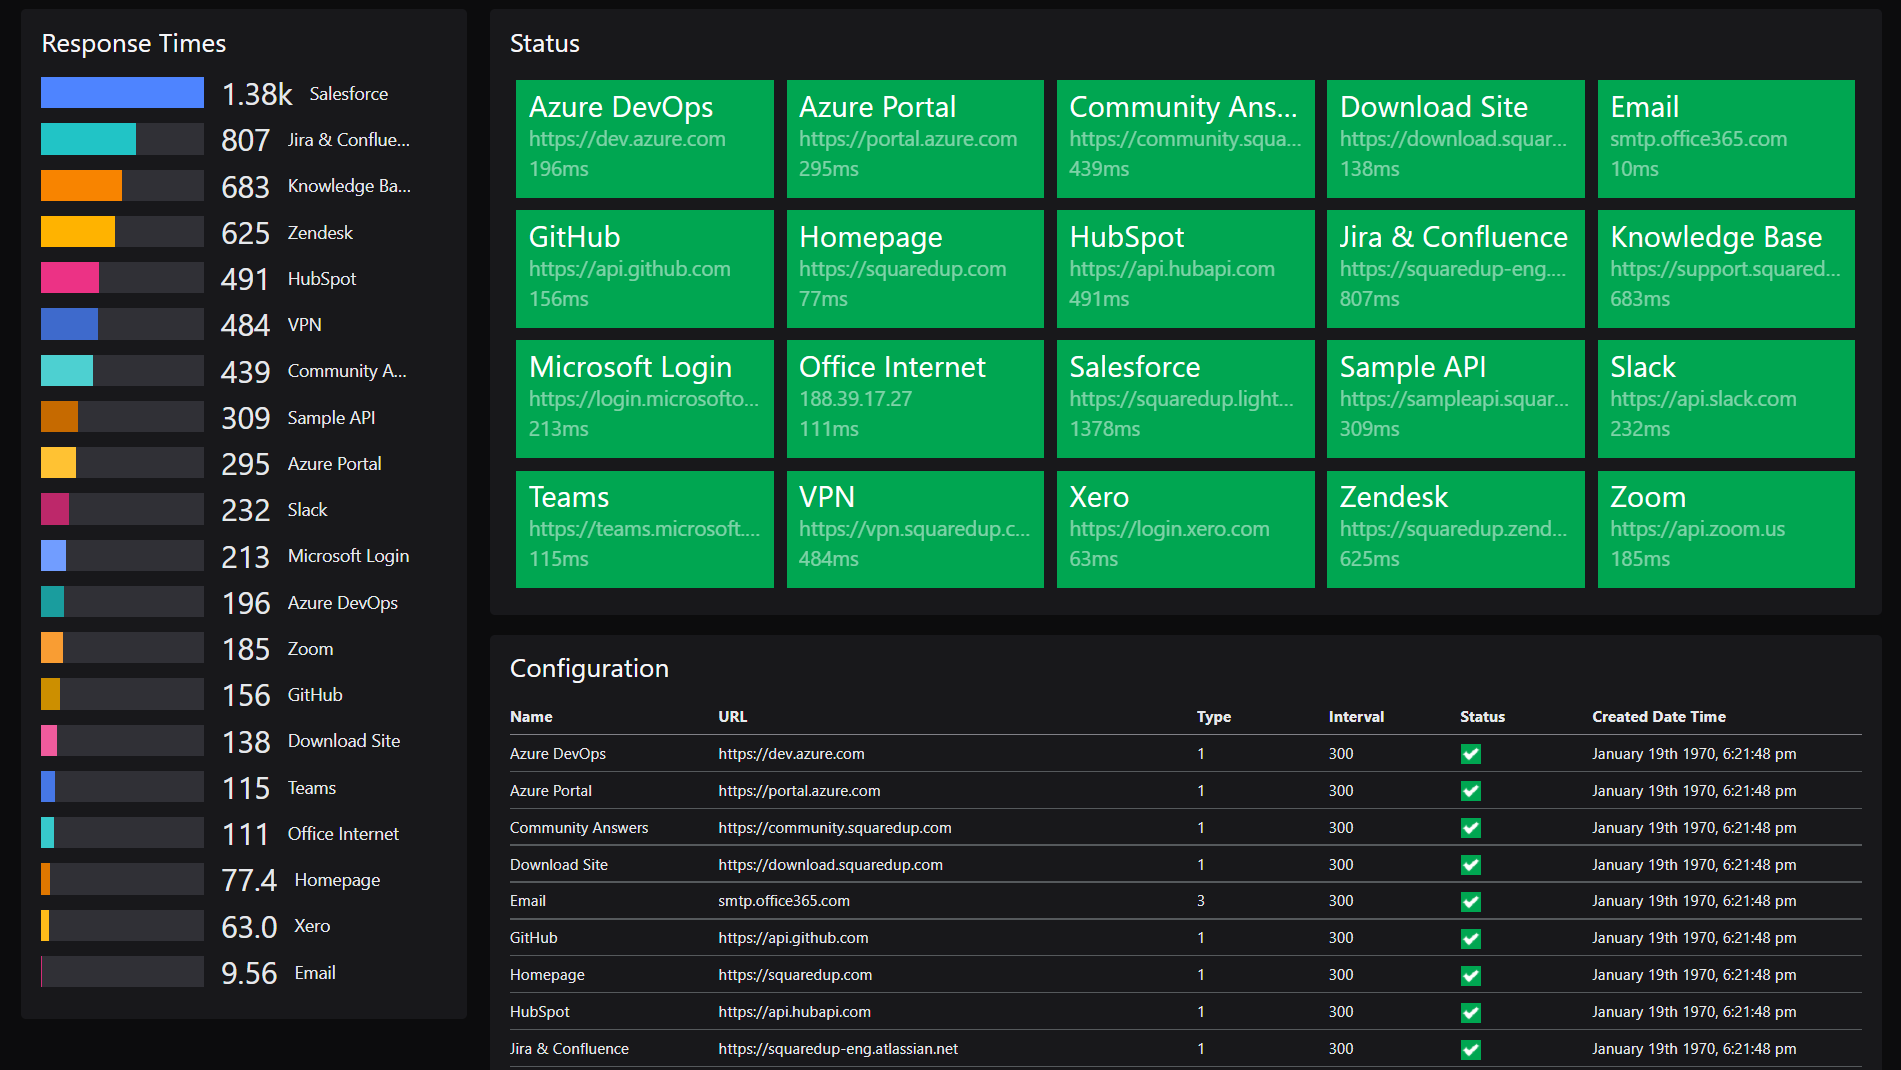 Response Times
1.38k Salesforce
807 Jira & Conflue...
683 Knowledge Ba...
625 Zendesk
491 HubSpot
484 VPN
439 Community A...
309 Sample API
295 Azure Portal
232 Slack
213 Microsoft Login
196 Azure DevOps
185 Zoom
156 GitHub
138 Download Site
115 Teams
111 Office Internet
77.4 Homepage
63.0 Xero
9.56 Email
Status
Azure DevOps
https://dev.azure.com
196ms
Azure Portal
https://portal.azure.com
295ms
Community Ans...
https://community.squa...
439ms
Download Site
https://download.squar...
138ms
Email
smtp.office365.com
10ms
GitHub
https://api.github.com
156ms
Homepage
https://squaredup.com
77ms
HubSpot
https://api.hubapi.com
491ms
Jira & Confluence
https://squaredup-eng....
807ms
Knowledge Base
https://support.squared...
683ms
Microsoft Login
https://login.microsofto...
213ms
Office Internet
188.39.17.27
111ms
Salesforce
https://squaredup.light...
1378ms
Sample API
https://sampleapi.squar...
309ms
Slack
https://api.slack.com
232ms
Teams
https://teams.microsoft....
115ms
VPN
https://vpn.squaredup.c...
484ms
Xero
https://login.xero.com
63ms
Zendesk
https://squaredup.zend...
625ms
Zoom
https://api.zoom.us
185ms
Configuration
Name URL Type Interval Status Created Date Time
Azure DevOps https://dev.azure.com 1 300 January 19th 1970, 6:21:48 pm
Azure Portal https://portal.azure.com 1 300 January 19th 1970, 6:21:48 pm
Community Answers https://community.squaredup.com 1 300 January 19th 1970, 6:21:48 pm
Download Site https://download.squaredup.com 1 300 January 19th 1970, 6:21:48 pm
Email smtp.office365.com 3 300 January 19th 1970, 6:21:48 pm
GitHub https://api.github.com 1 300 January 19th 1970, 6:21:48 pm
Homepage https://squaredup.com 1 300 January 19th 1970, 6:21:48 pm
HubSpot https://api.hubapi.com 1 300 January 19th 1970, 6:21:48 pm
Jira & Confluence https://squaredup-eng.atlassian.net 1 300 January 19th 1970, 6:21:48 pm